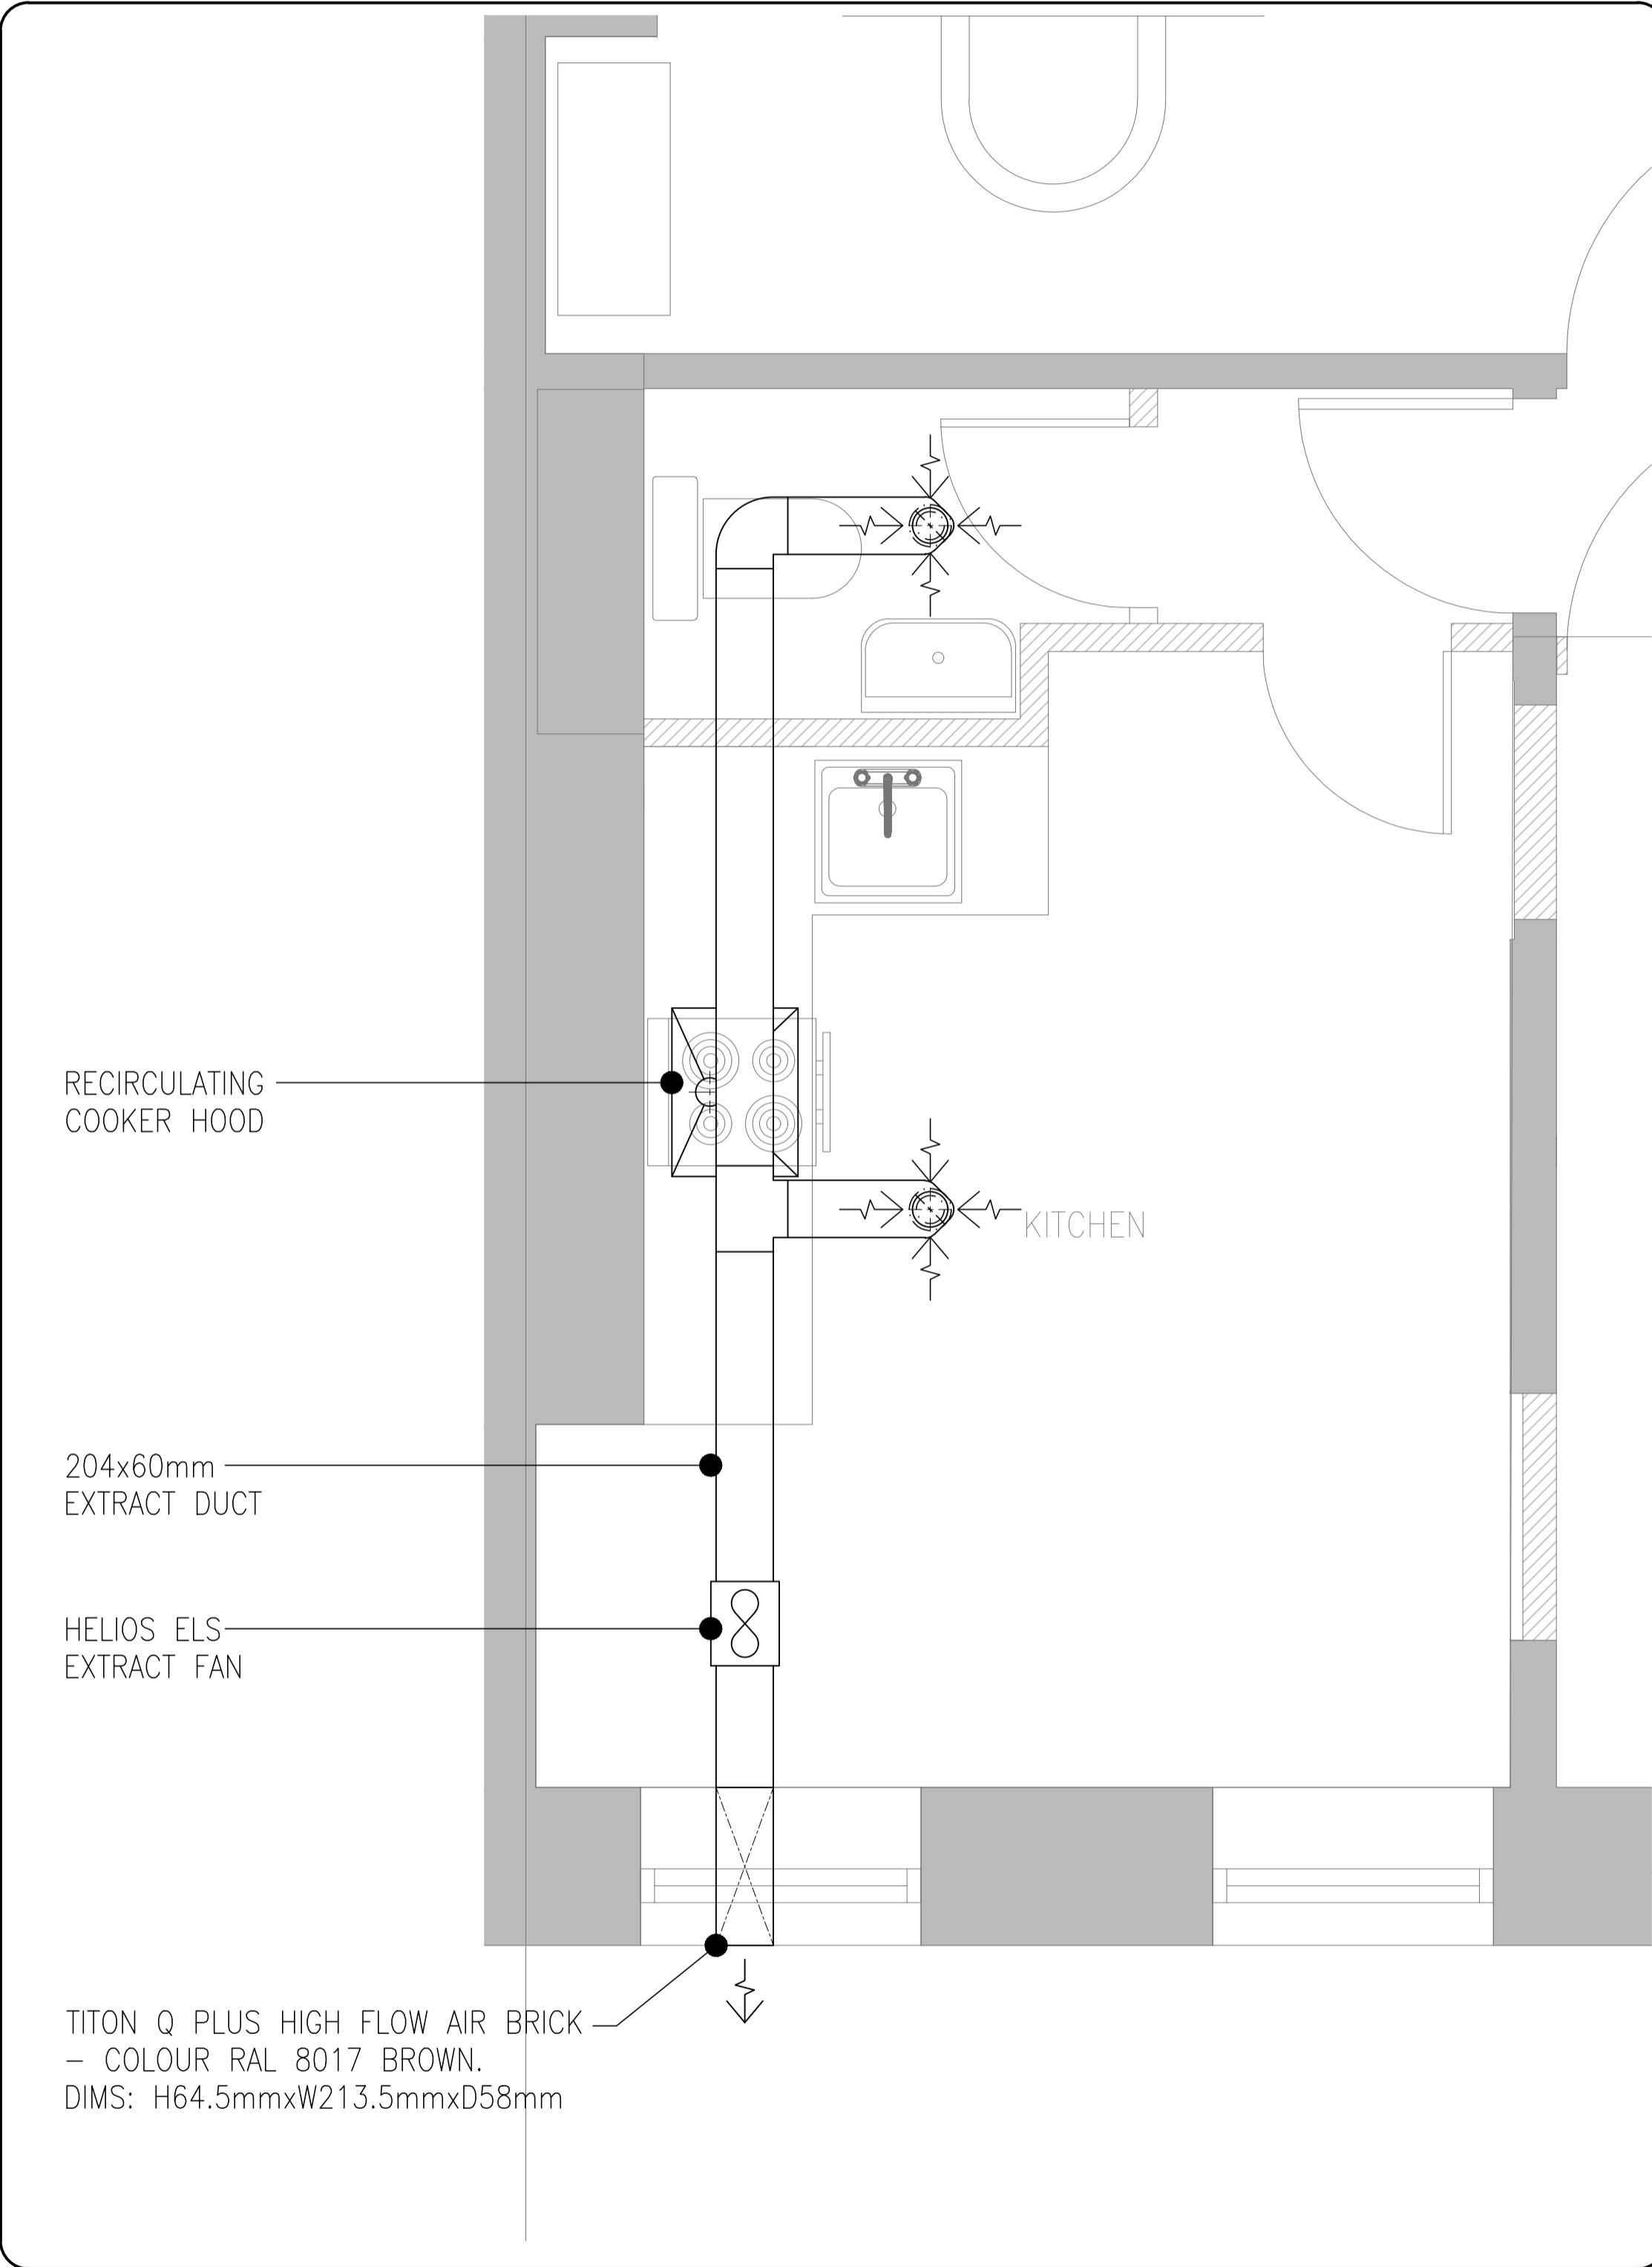 RECIRCULATING
COOKER HOOD
KITCHEN
204x60mm
EXTRACT DUCT
HELIOS ELS
EXTRACT FAN
TITON Q PLUS HIGH FLOW AIR BRICK
- COLOUR RAL 8017 BROWN.
DIMS: H64.5mmxW213.5mmxD58mm